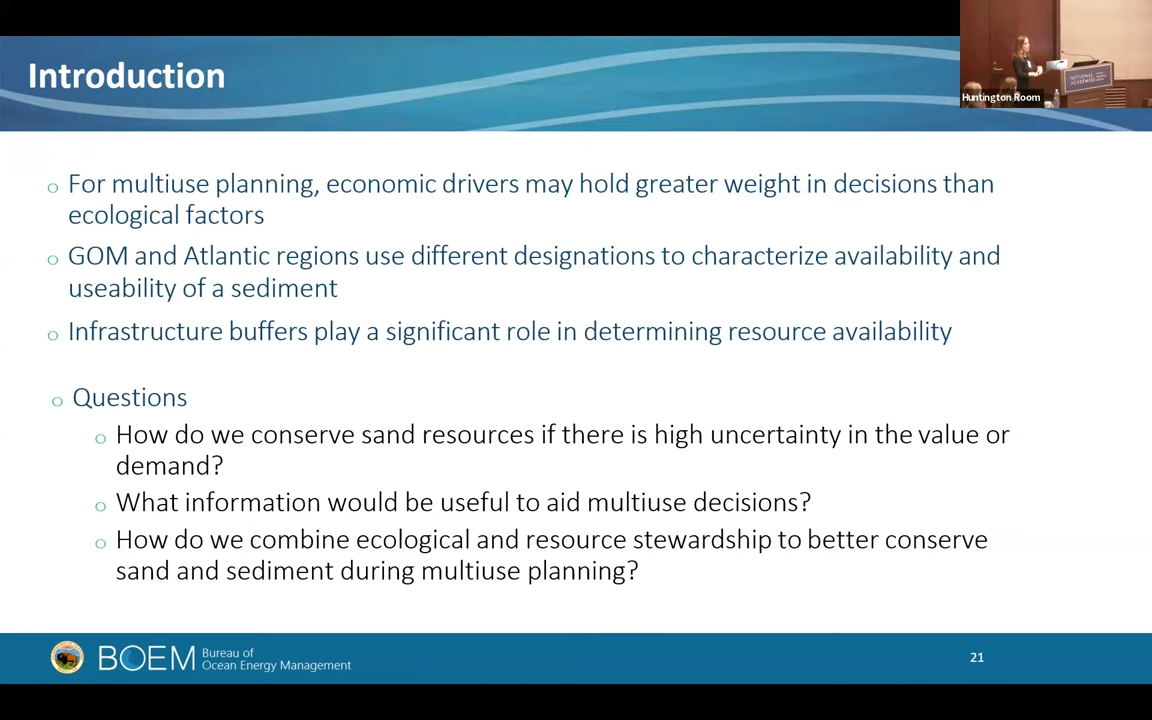 Introduction
Huntington Room
NATIONAL
ACADEMIES
o For multiuse planning, economic drivers may hold greater weight in decisions than
ecological factors
o GOM and Atlantic regions use different designations to characterize availability and
useability of a sediment
o Infrastructure buffers play a significant role in determining resource availability
o Questions
o How do we conserve sand resources if there is high uncertainty in the value or
demand?
o What information would be useful to aid multiuse decisions?
o How do we combine ecological and resource stewardship to better conserve
sand and sediment during multiuse planning?
BOEM
Bureau of
Ocean Energy Management
21